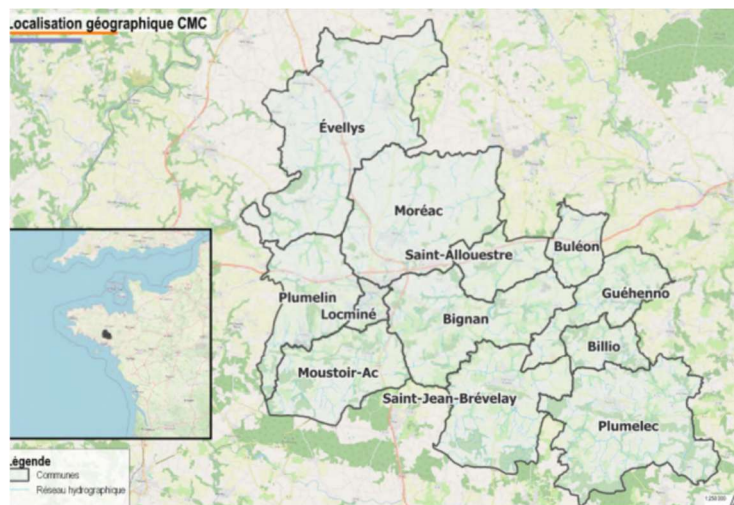 Localisation géographique CMC
Évellys
Moréac
Saint-Allouestre
Buléon
Guéhenno
Plumelin
Locminé
Bignan
Billio
Moustoir-Ac
Saint-Jean-Brévelay
Plumelec
Légende
Communes
Réseau hydrographique